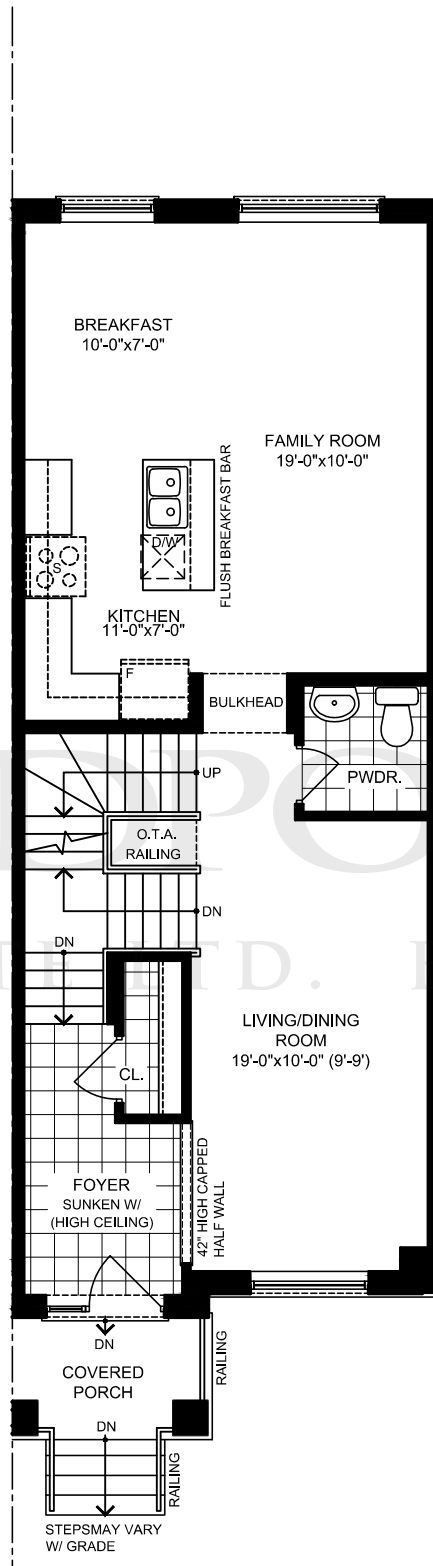 BREAKFAST
10'-0"x7'-0"
FAMILY ROOM
19'-0"x10'-0"
FLUSH BREAKFAST BAR
D/W
S
KITCHEN
11'-0"x7'-0"
F
BULKHEAD
PWDR.
UP
O.T.A.
RAILING
DN
DN
LIVING/DINING
ROOM
19'-0"x10'-0" (9'-9')
CL.
FOYER
SUNKEN W/
(HIGH CEILING)
42" HIGH CAPPED
HALF WALL
DN
COVERED
PORCH
RAILING
DN
RAILING
STEPSMAY VARY
W/ GRADE
LTD.